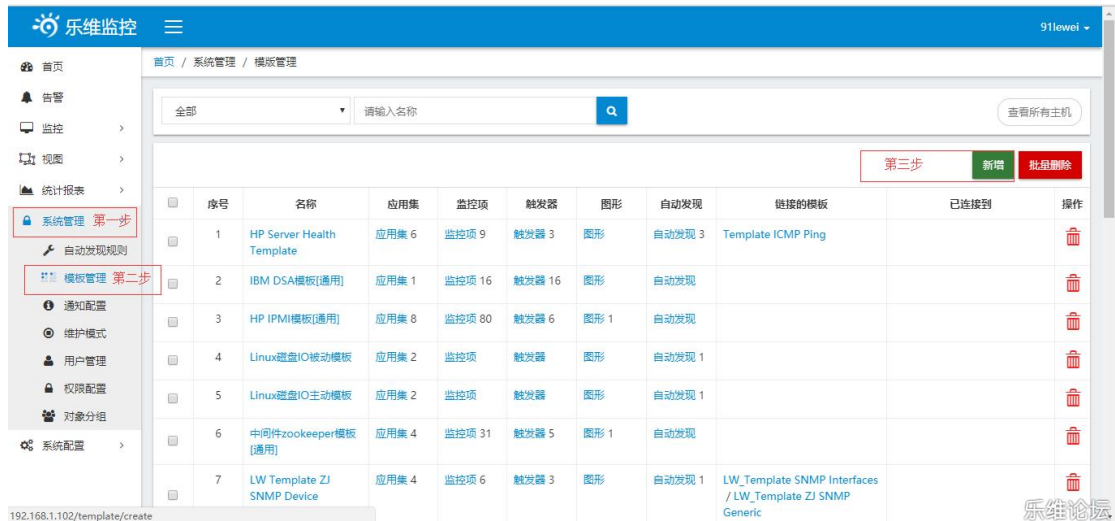 乐维监控
91lewei
首页
告警
监控
视图
统计报表
系统管理 第一步
自动发现规则
模板管理 第二步
通知配置
维护模式
用户管理
权限配置
对象分组
系统配置
首页 / 系统管理 / 模版管理
全部 请输入名称 查看所有主机
第三步 新增 批量删除
序号 名称 应用集 监控项 触发器 图形 自动发现 链接的模板 已连接到 操作
1 HP Server Health 应用集 6 监控项 9 触发器 3 图形 自动发现 3 Template ICMP Ping
Template
2 IBM DSA模板[通用] 应用集 1 监控项 16 触发器 16 图形 自动发现
3 HP IPMI模板[通用] 应用集 8 监控项 80 触发器 6 图形 1 自动发现
4 Linux磁盘IO被动模板 应用集 2 监控项 触发器 图形 自动发现 1
5 Linux磁盘IO主动模板 应用集 2 监控项 触发器 图形 自动发现 1
6 中间件zookeeper模板 应用集 4 监控项 31 触发器 5 图形 1 自动发现
[通用]
7 LW Template ZJ 应用集 4 监控项 6 触发器 3 图形 自动发现 1 LW_Template SNMP Interfaces
SNMP Device / LW_Template ZJ SNMP
Generic
192.168.1.102/template/create
乐维论坛